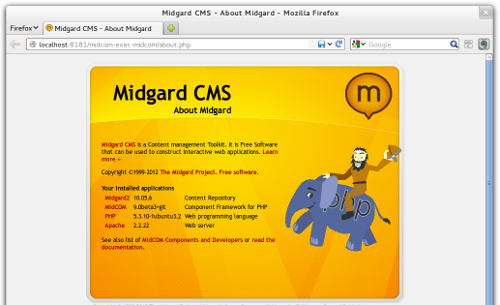 Midgard CMS - About Midgard - Mozilla Firefox
Firefox
Midgard CMS - About Midgard
localhost:8181/midcom-exec-midcom/about.php
Google
Midgard CMS
About Midgard
m
Midgard CMS is a Content management Toolkit. It is Free Software
that can be used to construct interactive web applications. Learn
more »
Copyright ©1999-2012 The Midgard Project. Free software.
Your installed applications
Midgard2 10.05.6 Content Repository
MidCOM 9.0beta3+git Component Framework for PHP
PHP 5.3.10-1ubuntu3.2 Web programming language
Apache 2.2.22 Web server
php
See also list of MidCOM Components and Developers or read the
documentation.